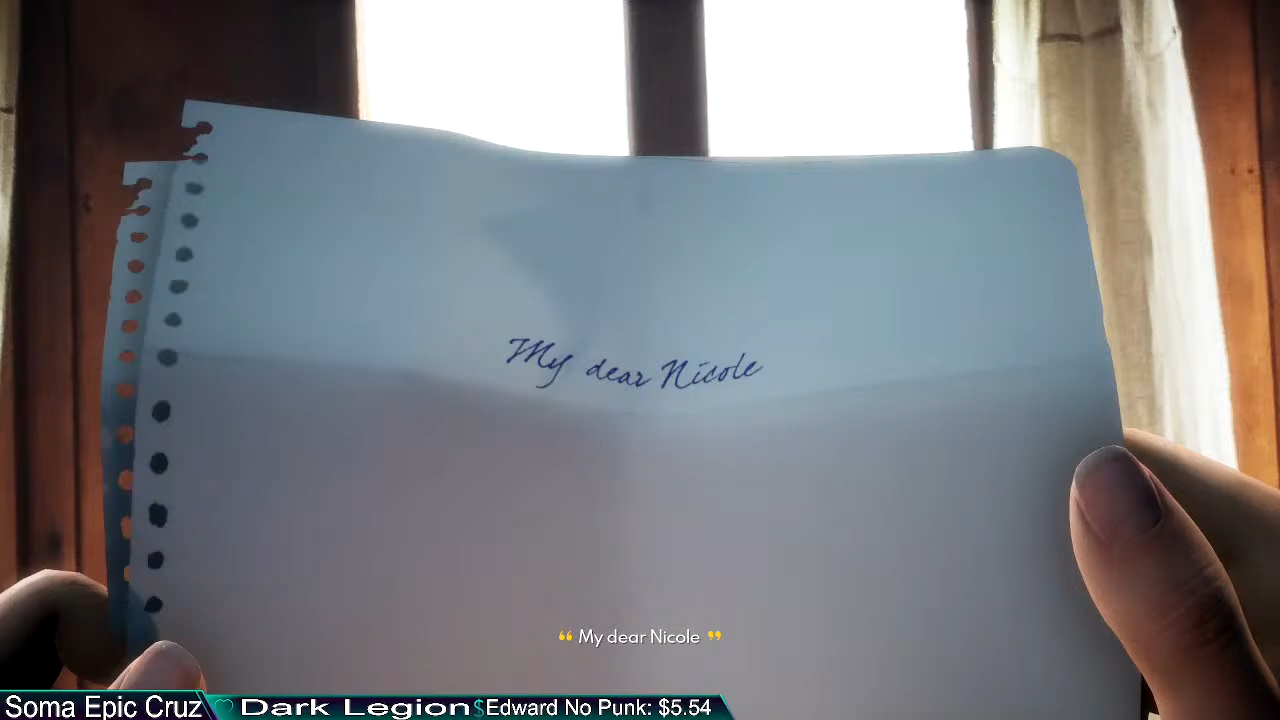 My dear Nicole
“ My dear Nicole ”
Soma Epic Cruz Dark Legion $Edward No Punk: $5.54